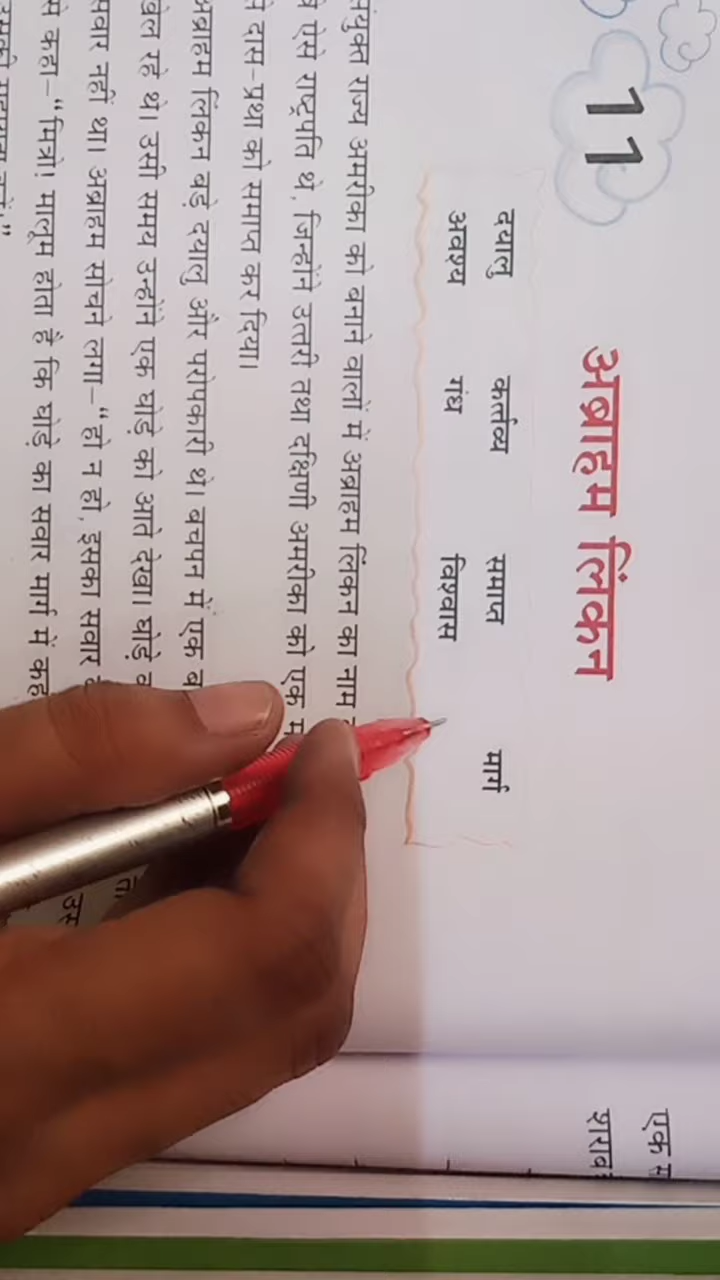 11
अब्राहम लिंकन
दयालु कर्तव्य समाप्त मार्ग
अवश्य गंध विश्वास
संयुक्त राज्य अमरीका को बनाने वालों में अब्राहम लिंकन का नाम
ऐसे राष्ट्रपति थे, जिन्होंने उत्तरी तथा दक्षिणी अमरीका को एक
दास-प्रथा को समाप्त कर दिया।
अब्राहम लिंकन बड़े दयालु और परोपकारी थे। बचपन में एक
खेल रहे थे। उसी समय उन्होंने एक घोड़े को आते देखा। घोड़े
सवार नहीं था। अब्राहम सोचने लगा–“हो न हो, इसका सवार
से कहा–“मित्रो! मालूम होता है कि घोड़े का सवार मार्ग में
एक